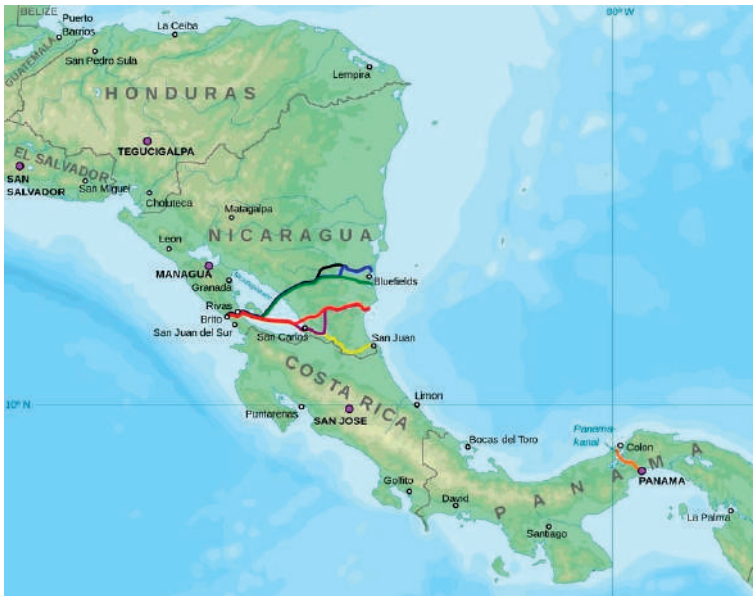 BELIZE
80° W
Puerto
Barrios
La Ceiba
GUATEMALA
San Pedro Sula
Lempira
HONDURAS
TEGUCIGALPA
EL SALVADOR
SAN
SALVADOR
San Miguel
Choluteca
Matagalpa
NICARAGUA
Leon
MANAGUA
Granada
Bluefields
Rivas
Brito
San Juan del Sur
San Carlos
San Juan
COSTA RICA
10° N
Limon
Puntarenas
SAN JOSE
Bocas del Toro
Panama-
kanal
Colon
PANAMA
PANAMA
Golfito
David
La Palma
Santiago